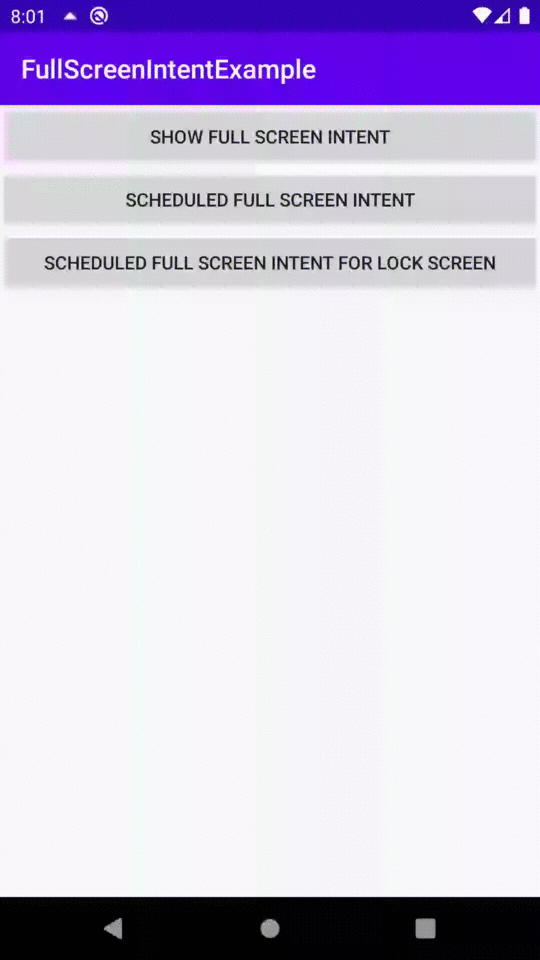 8:01
FullScreenIntentExample
SHOW FULL SCREEN INTENT
SCHEDULED FULL SCREEN INTENT
SCHEDULED FULL SCREEN INTENT FOR LOCK SCREEN